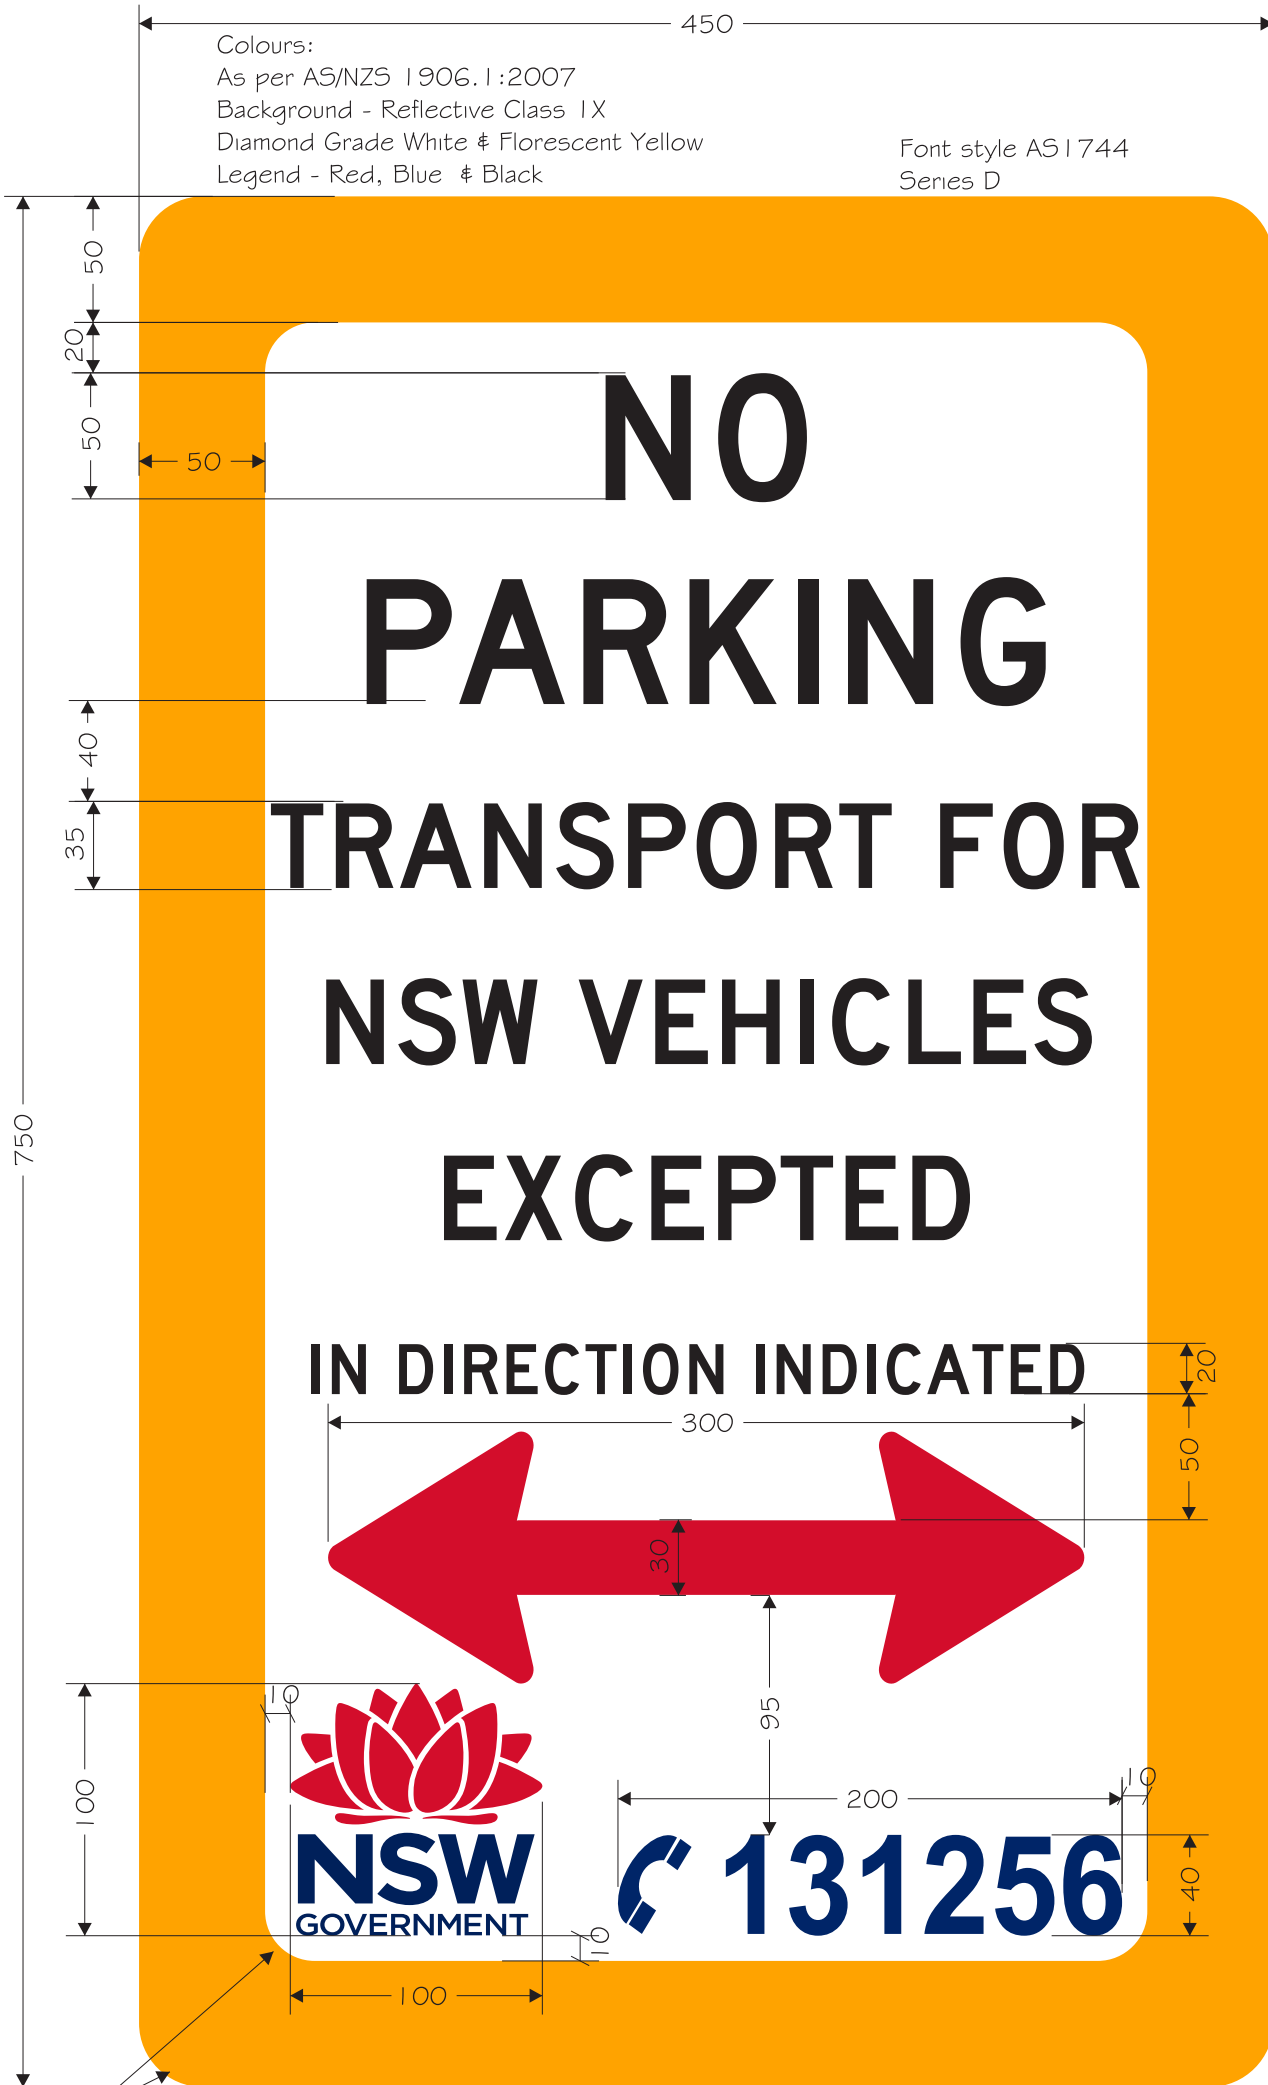 450
Colours:
As per AS/NZS 1906.1:2007
Background - Reflective Class 1X
Diamond Grade White & Florescent Yellow
Legend - Red, Blue & Black
Font style AS1744
Series D
50
20
50
50
NO
PARKING
40
35
TRANSPORT FOR
NSW VEHICLES
750
EXCEPTED
IN DIRECTION INDICATED
20
300
50
30
10
95
100
200
10
NSW
GOVERNMENT
131256
40
10
100